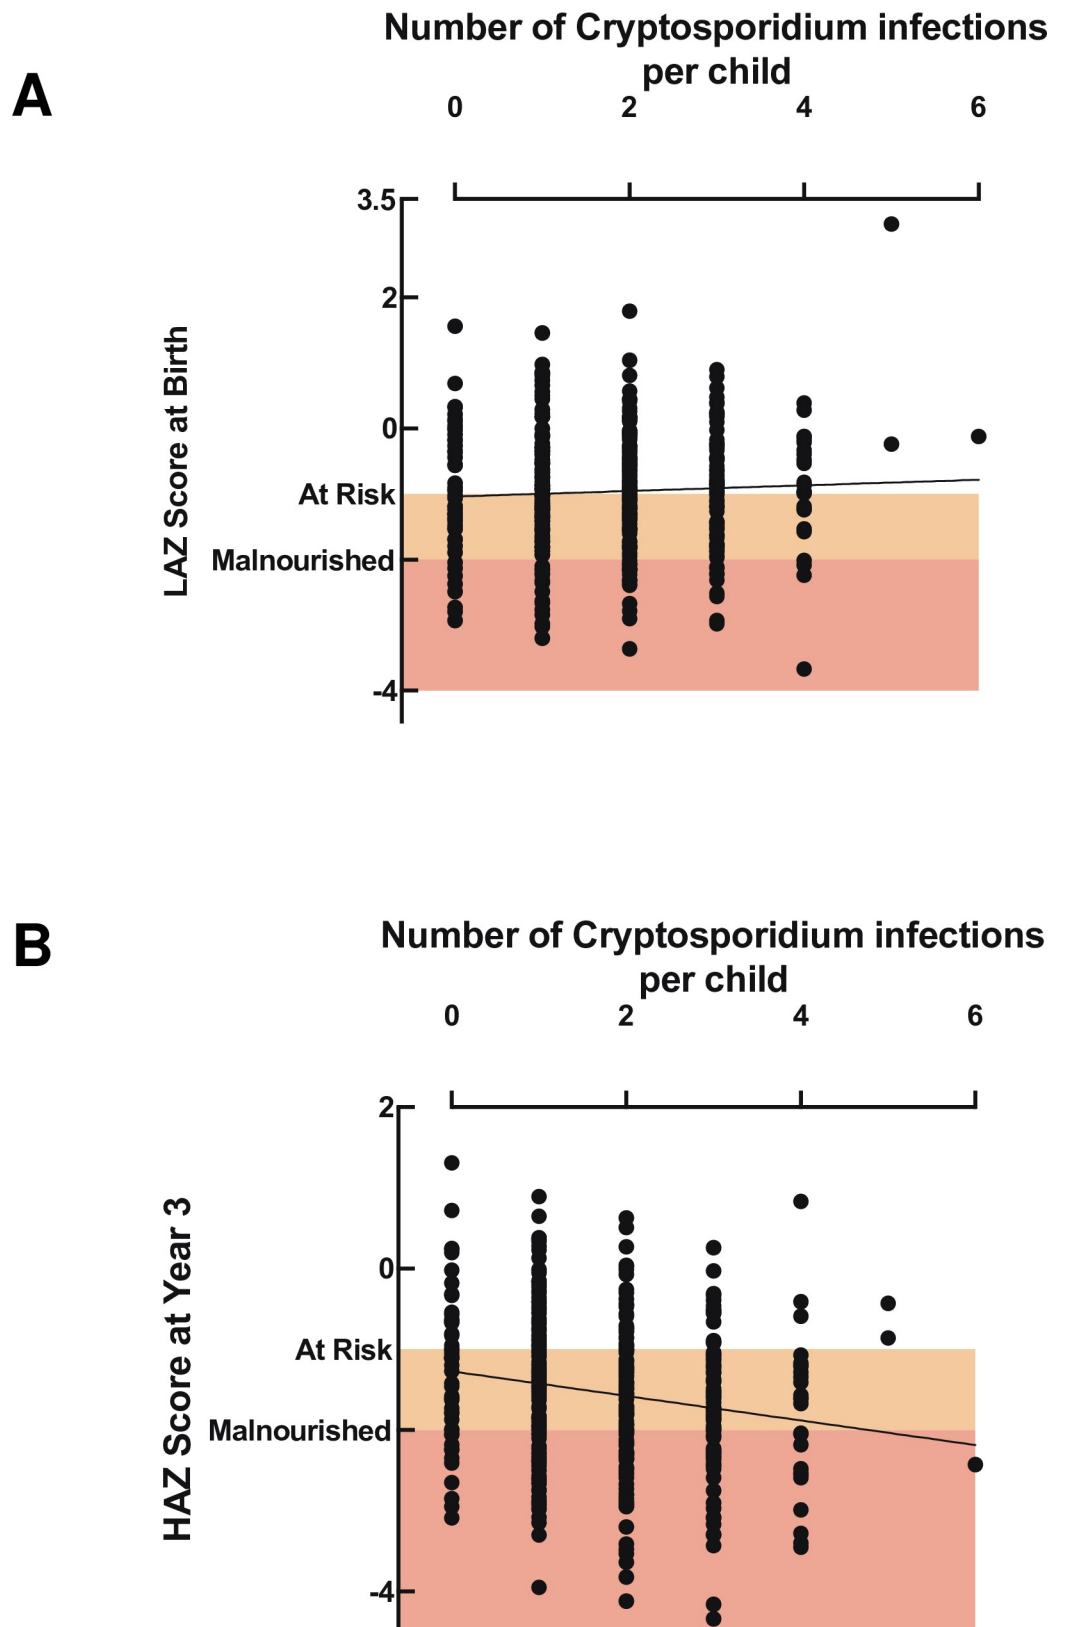 A
Number of Cryptosporidium infections
per child
0 2 4 6
3.5
2
0
At Risk
Malnourished
-4
LAZ Score at Birth
B
Number of Cryptosporidium infections
per child
0 2 4 6
2
0
At Risk
Malnourished
-4
HAZ Score at Year 3